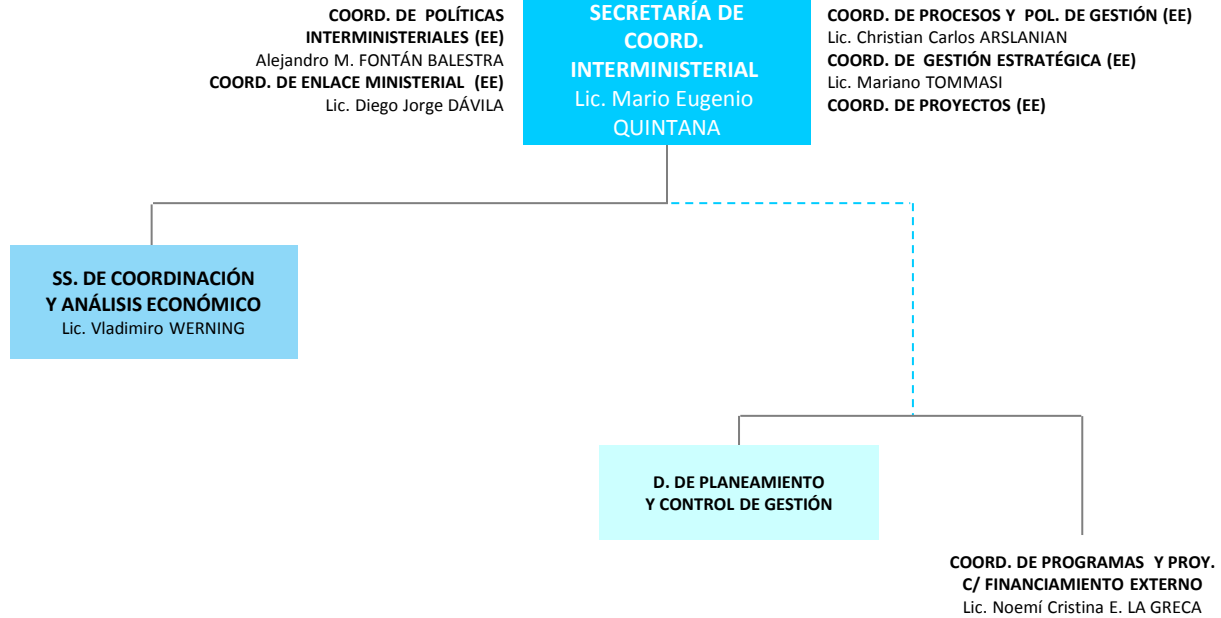 COORD. DE POLÍTICAS
INTERMINISTERIALES (EE)
Alejandro M. FONTÁN BALESTRA
COORD. DE ENLACE MINISTERIAL (EE)
Lic. Diego Jorge DÁVILA
SECRETARÍA DE
COORD.
INTERMINISTERIAL
Lic. Mario Eugenio
QUINTANA
COORD. DE PROCESOS Y POL. DE GESTIÓN (EE)
Lic. Christian Carlos ARSLANIAN
COORD. DE GESTIÓN ESTRATÉGICA (EE)
Lic. Mariano TOMMASI
COORD. DE PROYECTOS (EE)
SS. DE COORDINACIÓN
Y ANÁLISIS ECONÓMICO
Lic. Vladimiro WERNING
D. DE PLANEAMIENTO
Y CONTROL DE GESTIÓN
COORD. DE PROGRAMAS Y PROY.
C/ FINANCIAMIENTO EXTERNO
Lic. Noemí Cristina E. LA GRECA